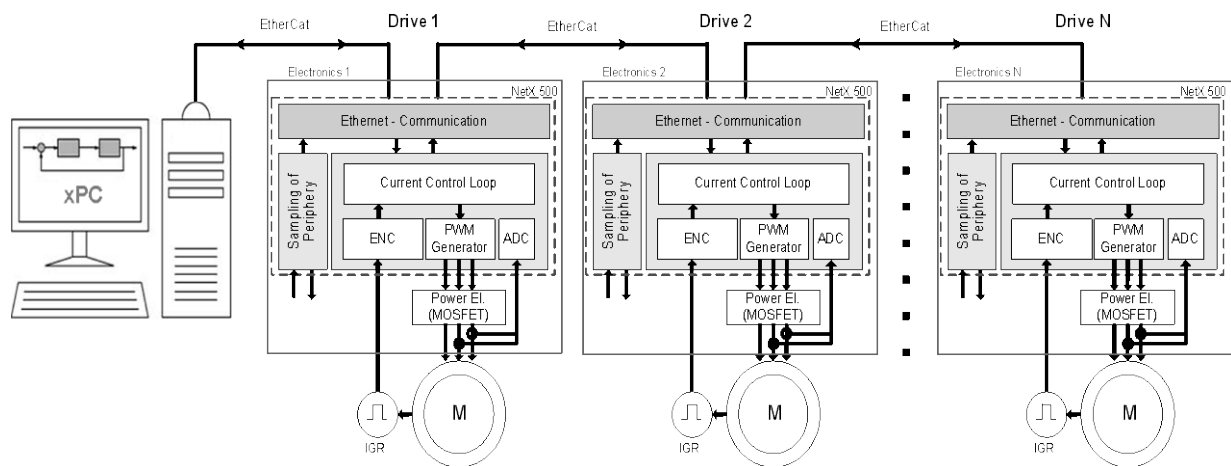 Drive 1
Drive 2
Drive N
EtherCat
EtherCat
EtherCat
xPC
Electronics 1
NetX 500
Ethernet - Communication
Sampling of
Periphery
Current Control Loop
ENC
PWM
Generator
ADC
Power El.
(MOSFET)
M
IGR
Electronics 2
NetX 500
Ethernet - Communication
Sampling of
Periphery
Current Control Loop
ENC
PWM
Generator
ADC
Power El.
(MOSFET)
M
IGR
Electronics N
NetX 500
Ethernet - Communication
Sampling of
Periphery
Current Control Loop
ENC
PWM
Generator
ADC
Power El.
(MOSFET)
M
IGR